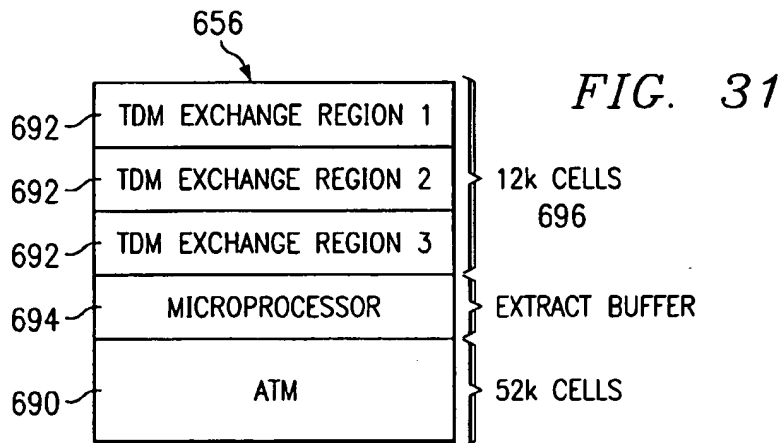 656
FIG. 31
692 TDM EXCHANGE REGION 1
692 TDM EXCHANGE REGION 2 12k CELLS
696
692 TDM EXCHANGE REGION 3
694 MICROPROCESSOR EXTRACT BUFFER
690 ATM 52k CELLS